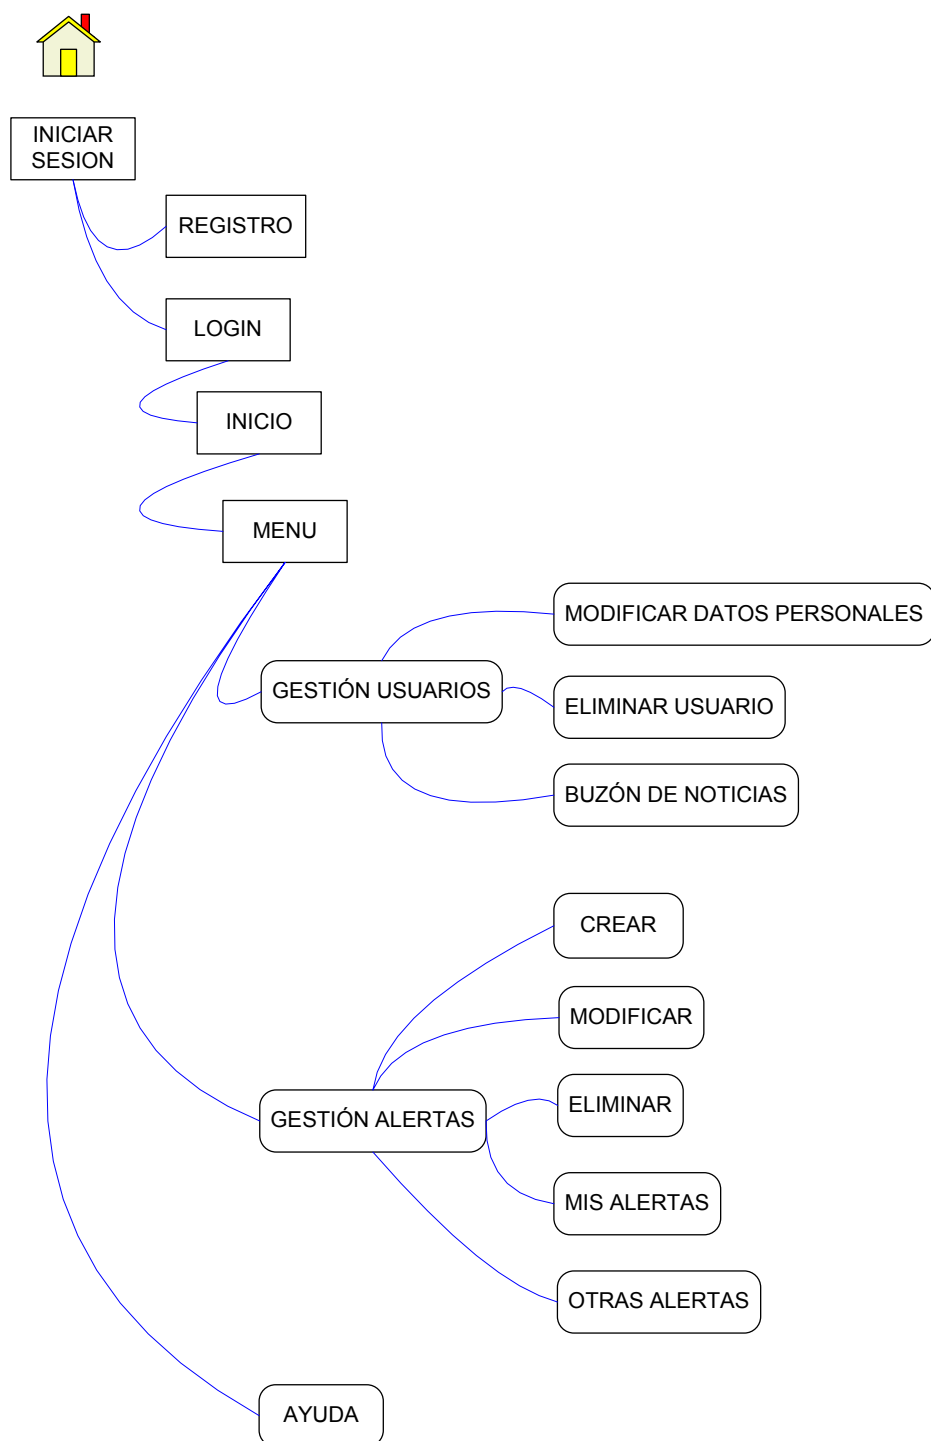 INICIAR
SESION
REGISTRO
LOGIN
INICIO
MENU
MODIFICAR DATOS PERSONALES
GESTIÓN USUARIOS
ELIMINAR USUARIO
BUZÓN DE NOTICIAS
CREAR
MODIFICAR
ELIMINAR
GESTIÓN ALERTAS
MIS ALERTAS
OTRAS ALERTAS
AYUDA